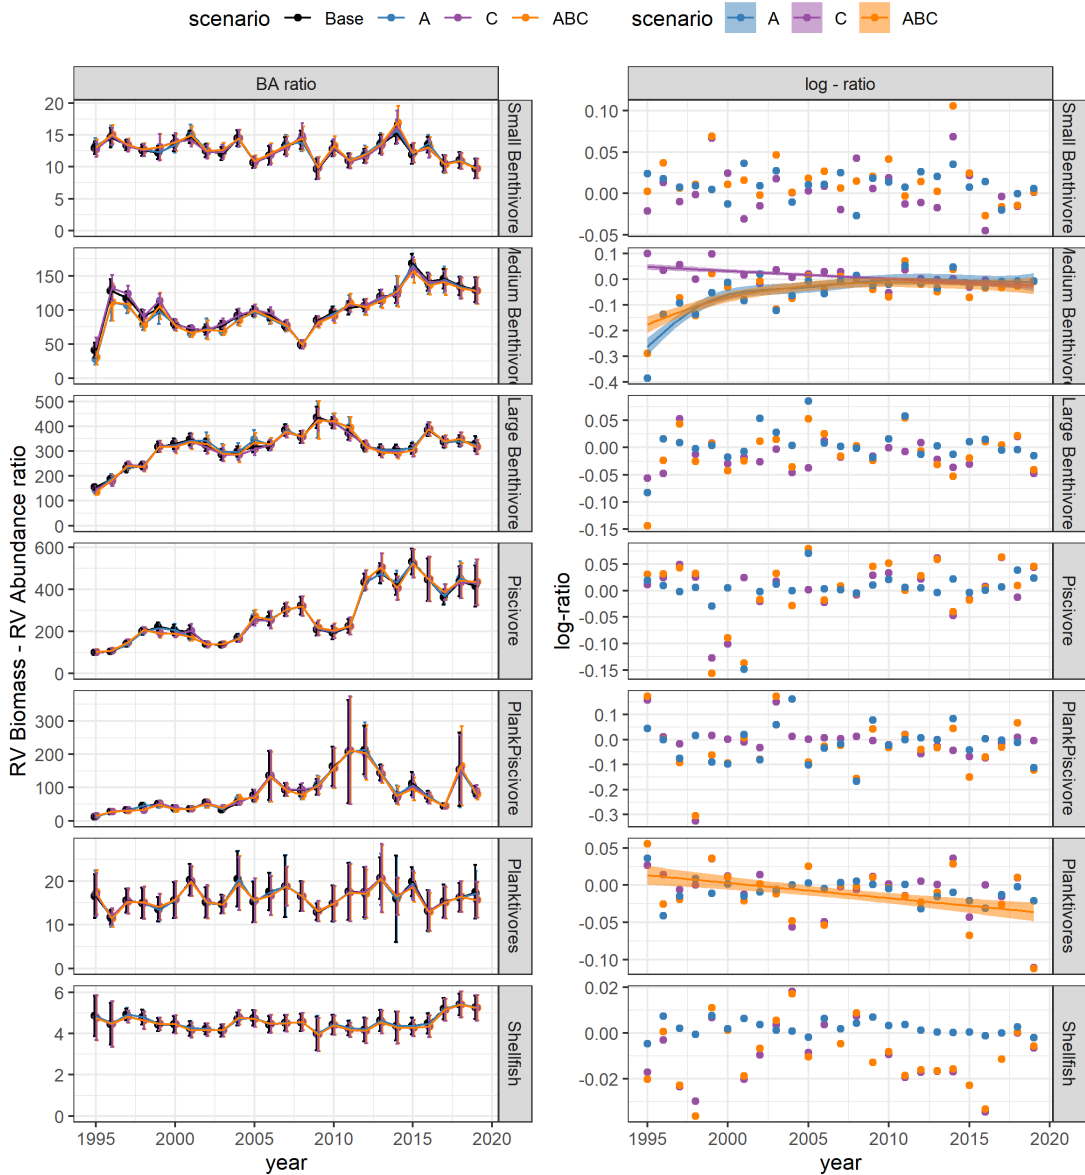 scenario Base A C ABC
scenario A C ABC
BA ratio
log - ratio
RV Biomass - RV Abundance ratio
log-ratio
20
15
10
5
0
Small Benthivore
0.10
0.05
0.00
-0.05
Small Benthivore
150
100
50
0
Medium Benthivore
0.1
0.0
-0.1
-0.2
-0.3
-0.4
Medium Benthivore
500
400
300
200
100
0
Large Benthivore
0.05
0.00
-0.05
-0.10
-0.15
Large Benthivore
600
400
200
0
Piscivore
0.05
0.00
-0.05
-0.10
-0.15
Piscivore
300
200
100
0
PlankPiscivore
0.1
0.0
-0.1
-0.2
-0.3
PlankPiscivore
30
20
10
0
Planktivores
0.05
0.00
-0.05
-0.10
Planktivores
6
4
2
0
Shellfish
0.02
0.00
-0.02
Shellfish
1995 2000 2005 2010 2015 2020
year
1995 2000 2005 2010 2015 2020
year